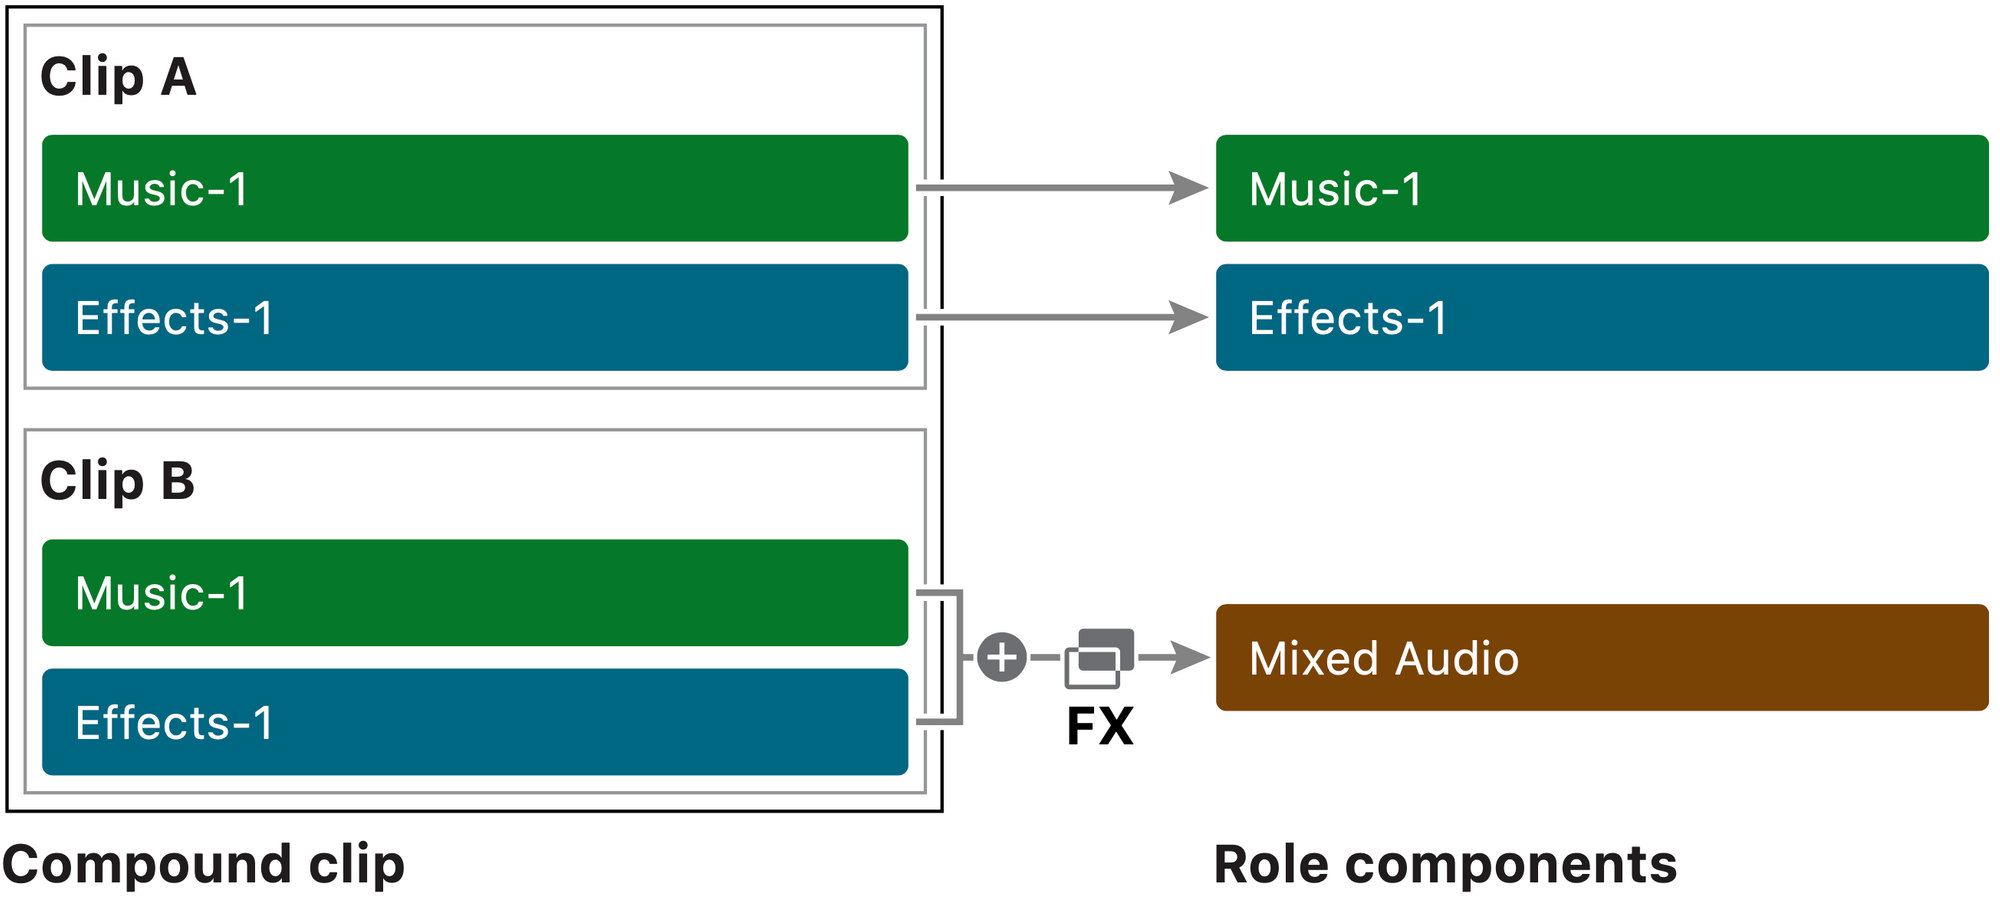 Clip A
Music-1
Effects-1
Music-1
Effects-1
Clip B
Music-1
Effects-1
FX
Mixed Audio
Compound clip
Role components